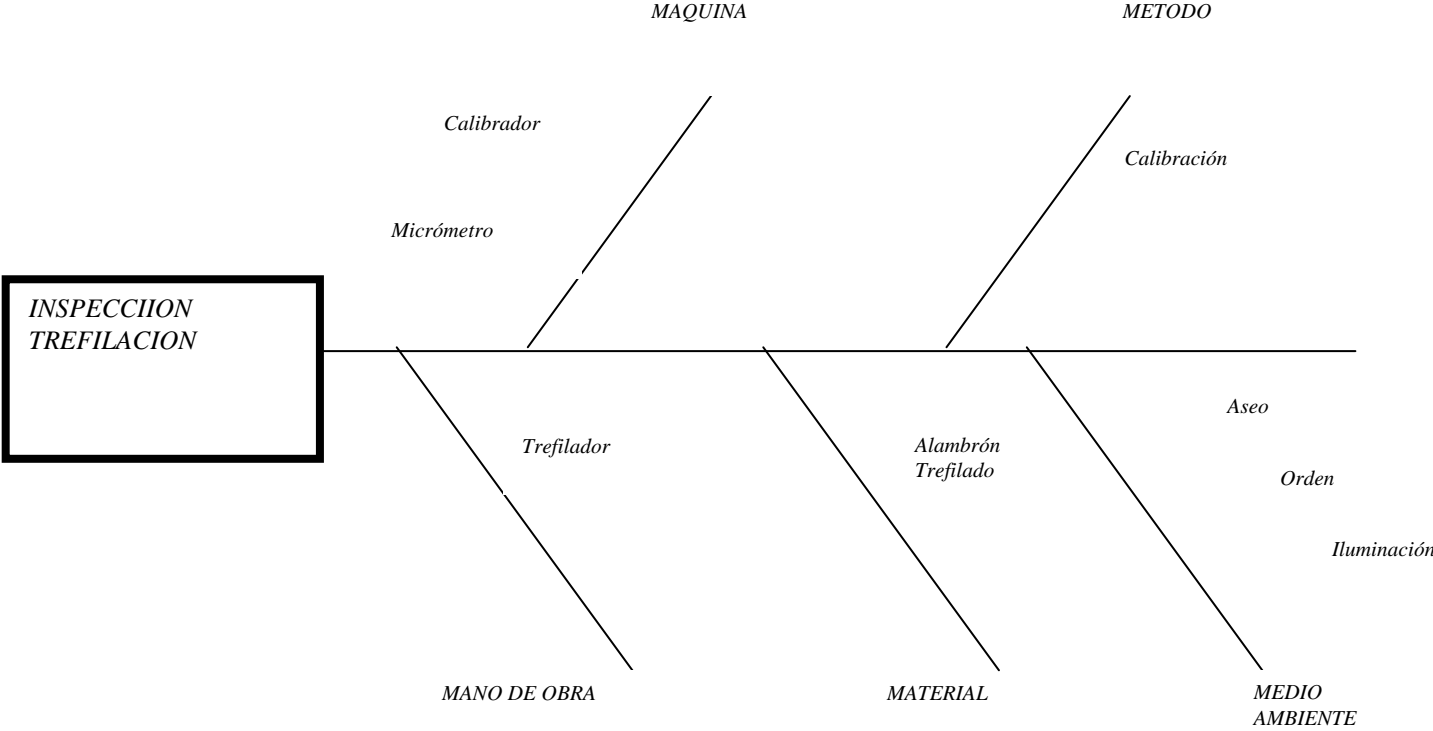 MAQUINA
METODO
Calibrador
Calibración
Micrómetro
INSPECCIION
TREFILACION
Aseo
Trefilador
Alambrón
Trefilado
Orden
Iluminación
MANO DE OBRA
MATERIAL
MEDIO
AMBIENTE